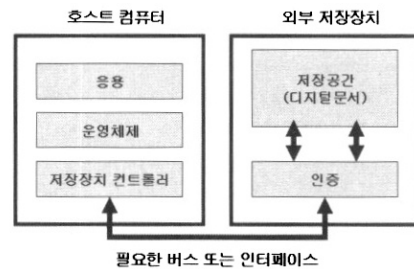 호스트 컴퓨터
외부 저장장치
응용
운영체제
저장장치 컨트롤러
저장공간
(디지털문서)
인증
필요한 버스 또는 인터페이스